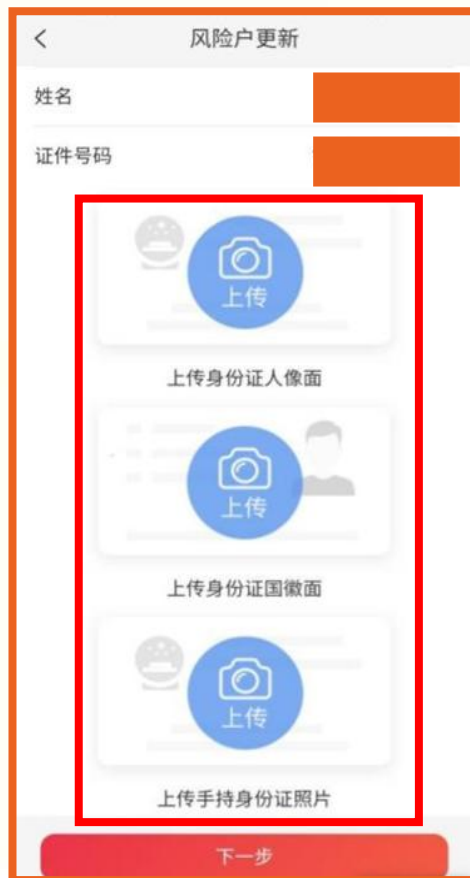 风险户更新
姓名
证件号码
上传
上传身份证人像面
上传
上传身份证国徽面
上传
上传手持身份证照片
下一步